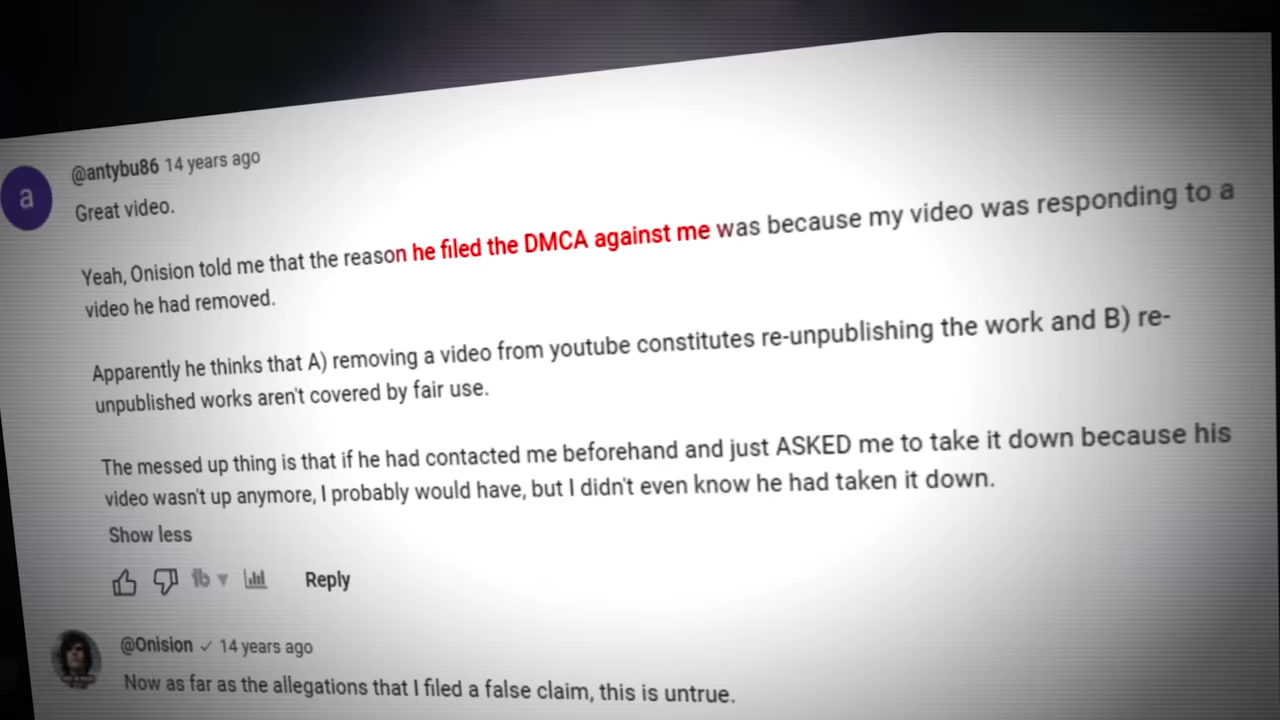 a
@antybu86 14 years ago
Great video.
Yeah, Onision told me that the reason he filed the DMCA against me was because my video was responding to a
video he had removed.
Apparently he thinks that A) removing a video from youtube constitutes re-unpublishing the work and B) re-
unpublished works aren't covered by fair use.
The messed up thing is that if he had contacted me beforehand and just ASKED me to take it down because his
video wasn't up anymore, I probably would have, but I didn't even know he had taken it down.
Show less
Reply
@Onision ✓ 14 years ago
Now as far as the allegations that I filed a false claim, this is untrue.